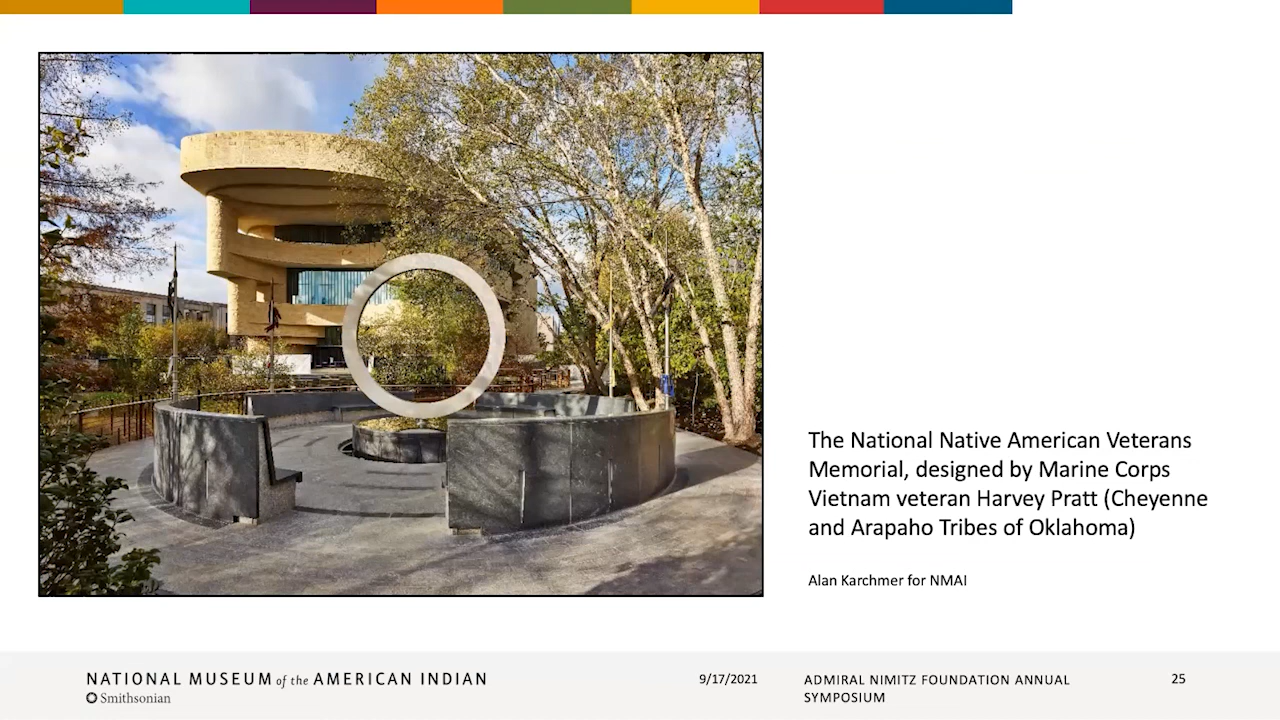 The National Native American Veterans
Memorial, designed by Marine Corps
Vietnam veteran Harvey Pratt (Cheyenne
and Arapaho Tribes of Oklahoma)
Alan Karchmer for NMAI
NATIONAL MUSEUM of the AMERICAN INDIAN
Smithsonian
9/17/2021
ADMIRAL NIMITZ FOUNDATION ANNUAL
SYMPOSIUM
25